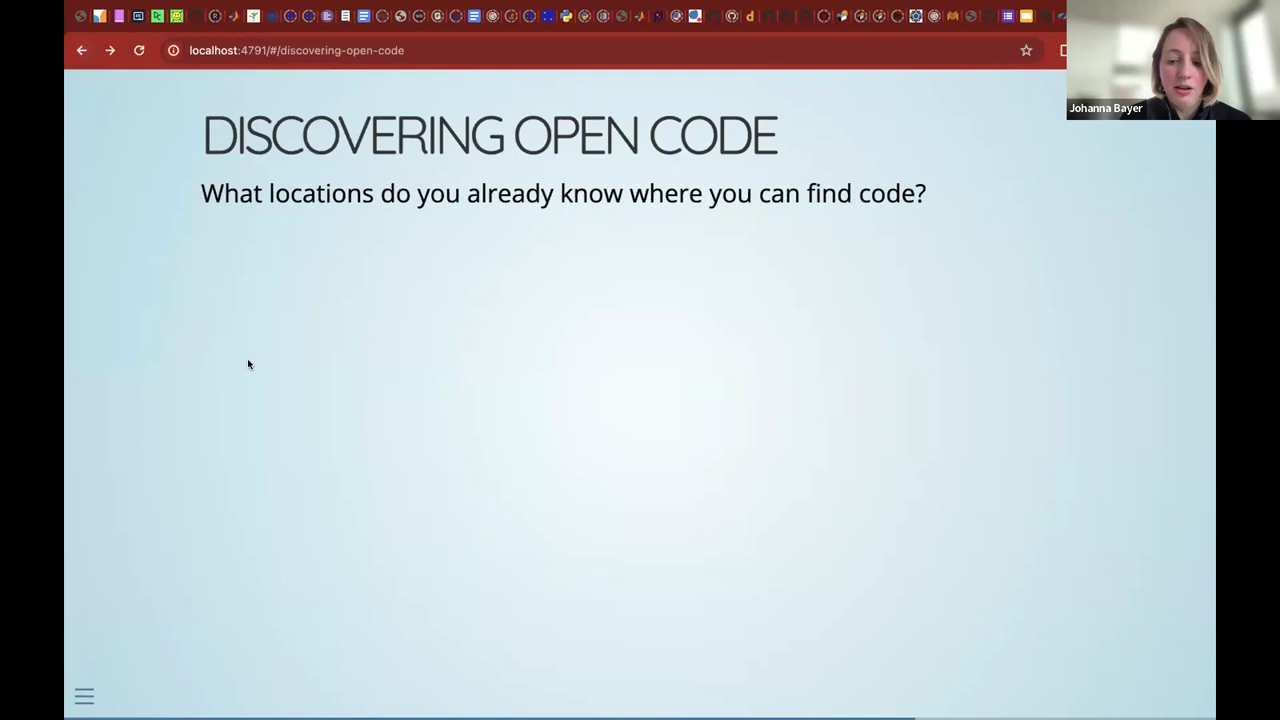 localhost:4791/#/discovering-open-code
Johanna Bayer
DISCOVERING OPEN CODE
What locations do you already know where you can find code?